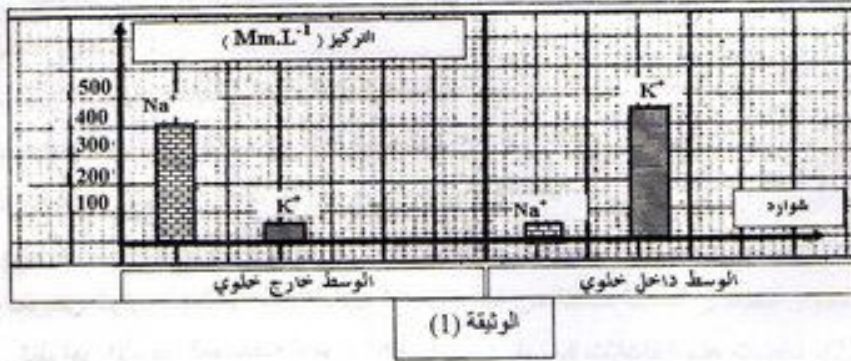 التركيز ( Mm.L-1 )
500
400
300
200
100
Na+
K+
Na+
K+
شوارد
الوسط خارج خلوي
الوسط داخل خلوي
الوثيقة (1)